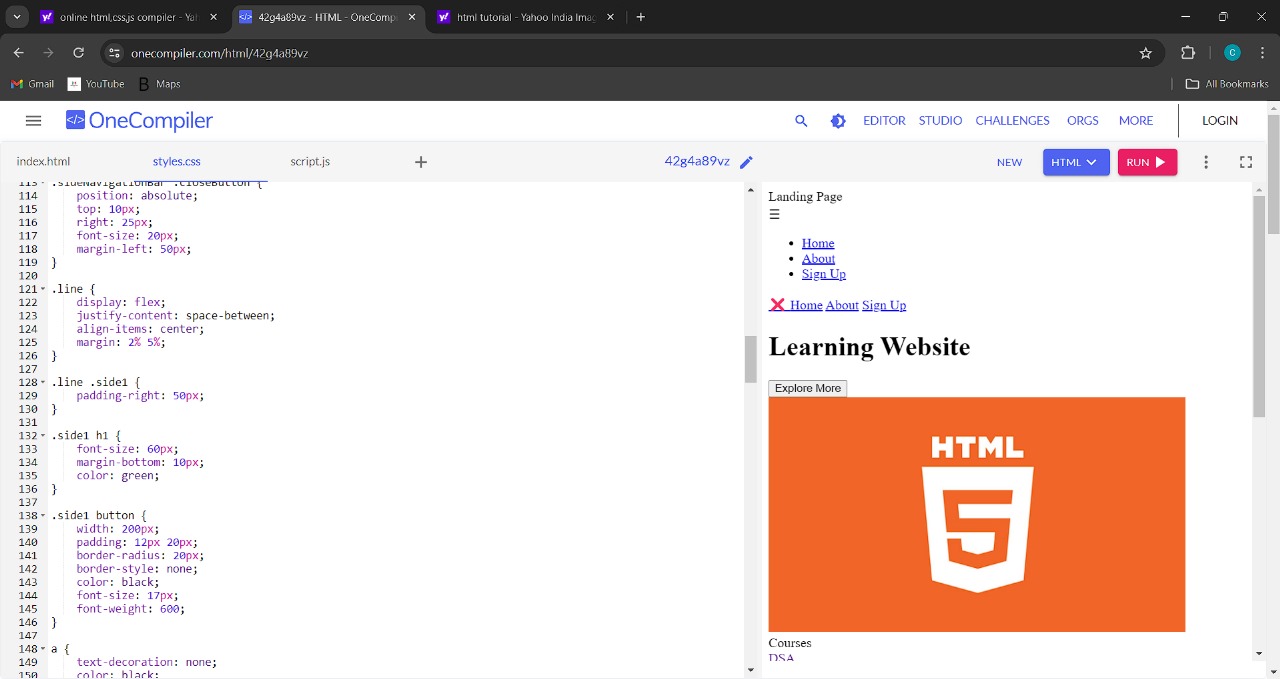 online html,css,js compiler - Ya
42g4a89vz - HTML - OneCompi
html tutorial - Yahoo India Imag
onecompiler.com/html/42g4a89vz
C
Gmail YouTube B Maps All Bookmarks
</> OneCompiler EDITOR STUDIO CHALLENGES ORGS MORE LOGIN
index.html styles.css script.js + 42g4a89vz NEW HTML RUN
113 .sideNavigationBar .closeButton {
114 position: absolute;
115 top: 10px;
116 right: 25px;
117 font-size: 20px;
118 margin-left: 50px;
119 }
120
121 .line {
122 display: flex;
123 justify-content: space-between;
124 align-items: center;
125 margin: 2% 5%;
126 }
127
128 .line .side1 {
129 padding-right: 50px;
130 }
131
132 .side1 h1 {
133 font-size: 60px;
134 margin-bottom: 10px;
135 color: green;
136 }
137
138 .side1 button {
139 width: 200px;
140 padding: 12px 20px;
141 border-radius: 20px;
142 border-style: none;
143 color: black;
144 font-size: 17px;
145 font-weight: 600;
146 }
147
148 a {
149 text-decoration: none;
150 color: black;
Landing Page
☰
• Home
• About
• Sign Up
❌ Home About Sign Up
Learning Website
Explore More
HTML
5
Courses
DSA